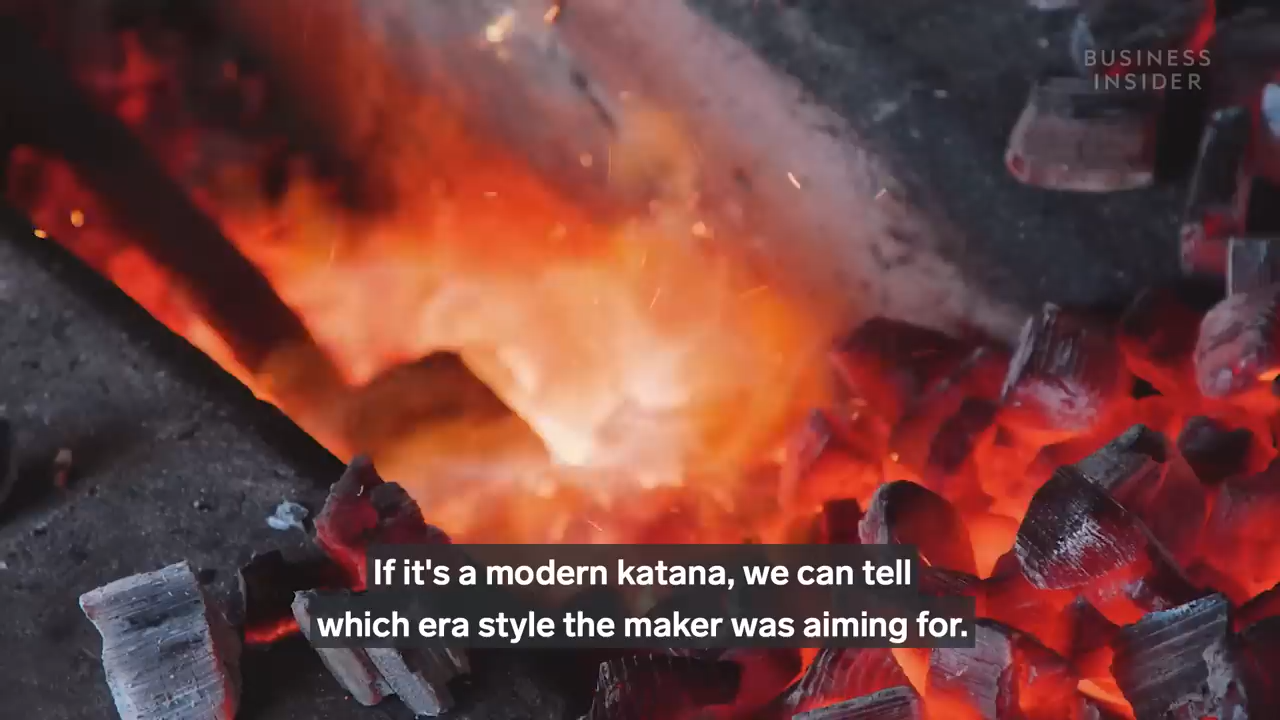 BUSINESS
INSIDER
If it's a modern katana, we can tell
which era style the maker was aiming for.